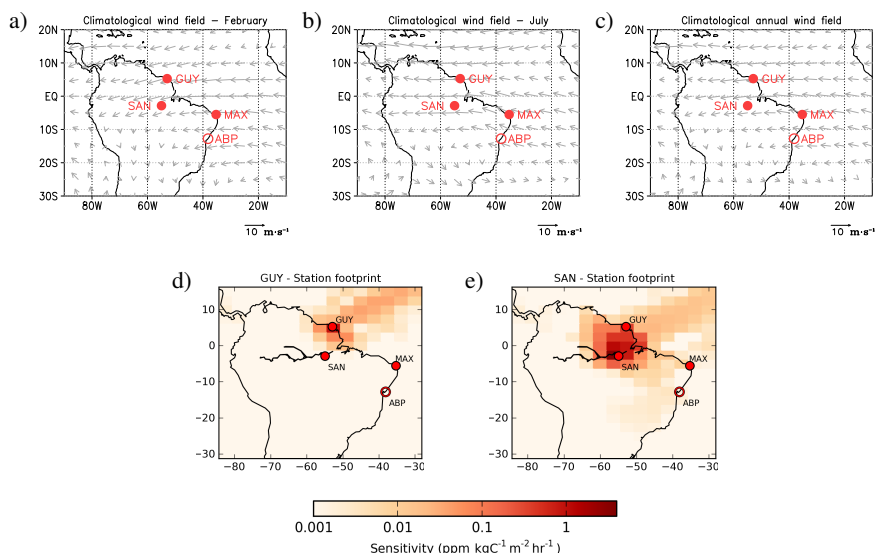 a) b) c)
Climatological wind field – February Climatological wind field – July Climatological annual wind field
20N 20N 20N
10N 10N 10N
EQ EQ EQ
10S 10S 10S
20S 20S 20S
30S 30S 30S
GUY GUY GUY
SAN SAN SAN
MAX MAX MAX
ABP ABP ABP
80W 60W 40W 20W 80W 60W 40W 20W 80W 60W 40W 20W
10 m·s⁻¹ 10 m·s⁻¹ 10 m·s⁻¹
d) e)
GUY - Station footprint SAN - Station footprint
10 10
0 0
−10 −10
−20 −20
−30 −30
GUY GUY
SAN SAN
MAX MAX
ABP ABP
−80 −70 −60 −50 −40 −30 −80 −70 −60 −50 −40 −30
0.001 0.01 0.1 1
Sensitivity (ppm kgC⁻¹ m⁻² hr⁻¹)